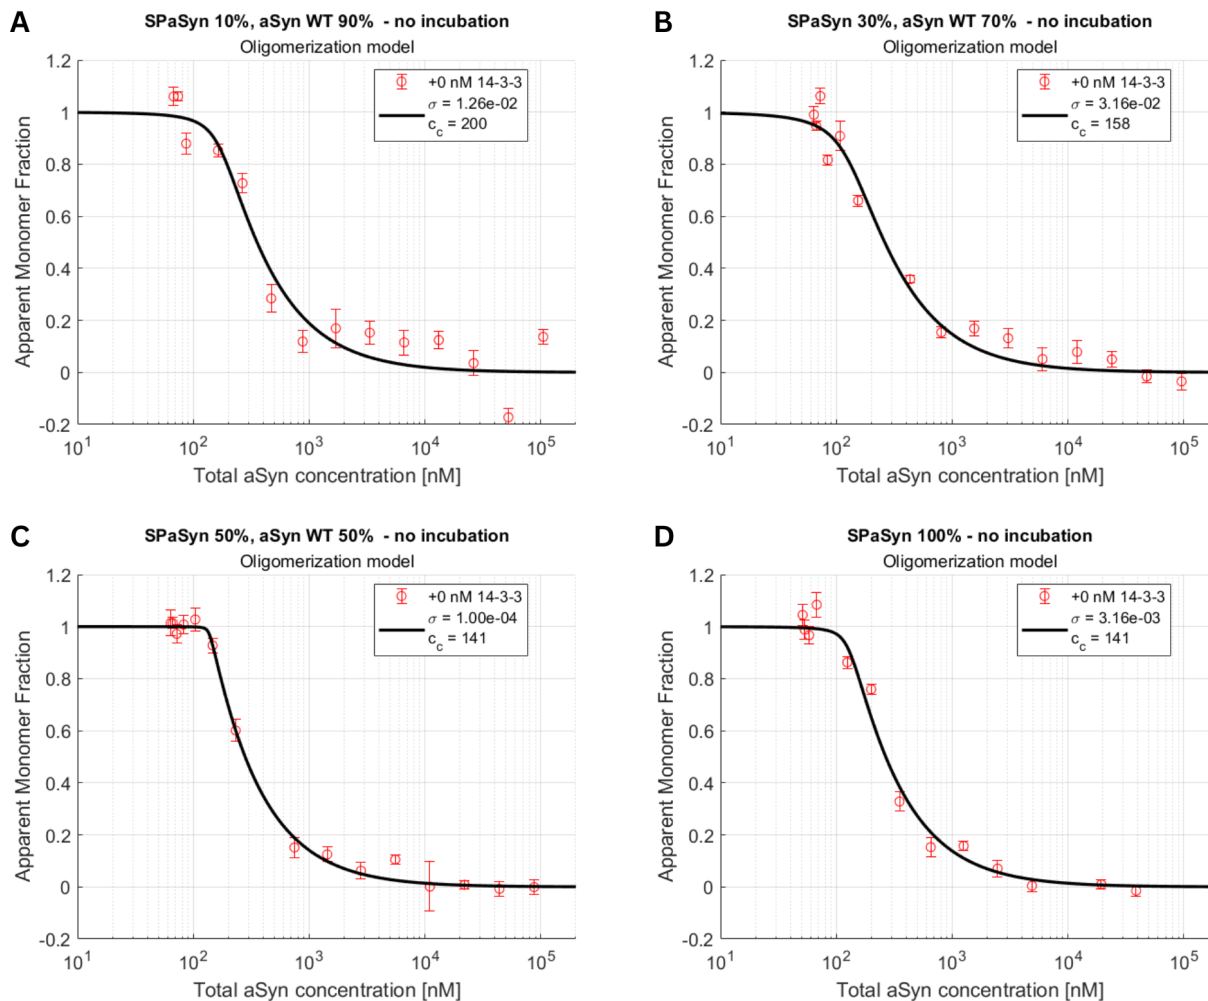 A
SPaSyn 10%, aSyn WT 90%  - no incubation
Oligomerization model
+0 nM 14-3-3
σ = 1.26e-02
c_c = 200
Apparent Monomer Fraction
1.2
1
0.8
0.6
0.4
0.2
0
-0.2
10^1
10^2
10^3
10^4
10^5
Total aSyn concentration [nM]
B
SPaSyn 30%, aSyn WT 70%  - no incubation
Oligomerization model
+0 nM 14-3-3
σ = 3.16e-02
c_c = 158
Apparent Monomer Fraction
1.2
1
0.8
0.6
0.4
0.2
0
-0.2
10^1
10^2
10^3
10^4
10^5
Total aSyn concentration [nM]
C
SPaSyn 50%, aSyn WT 50%  - no incubation
Oligomerization model
+0 nM 14-3-3
σ = 1.00e-04
c_c = 141
Apparent Monomer Fraction
1.2
1
0.8
0.6
0.4
0.2
0
-0.2
10^1
10^2
10^3
10^4
10^5
Total aSyn concentration [nM]
D
SPaSyn 100% - no incubation
Oligomerization model
+0 nM 14-3-3
σ = 3.16e-03
c_c = 141
Apparent Monomer Fraction
1.2
1
0.8
0.6
0.4
0.2
0
-0.2
10^1
10^2
10^3
10^4
10^5
Total aSyn concentration [nM]